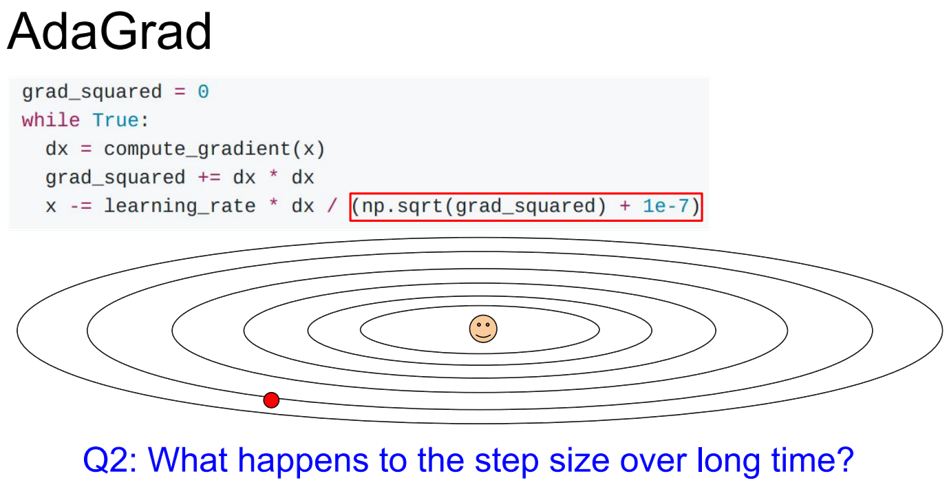 AdaGrad
grad_squared = 0
while True:
  dx = compute_gradient(x)
  grad_squared += dx * dx
  x -= learning_rate * dx / (np.sqrt(grad_squared) + 1e-7)
Q2: What happens to the step size over long time?